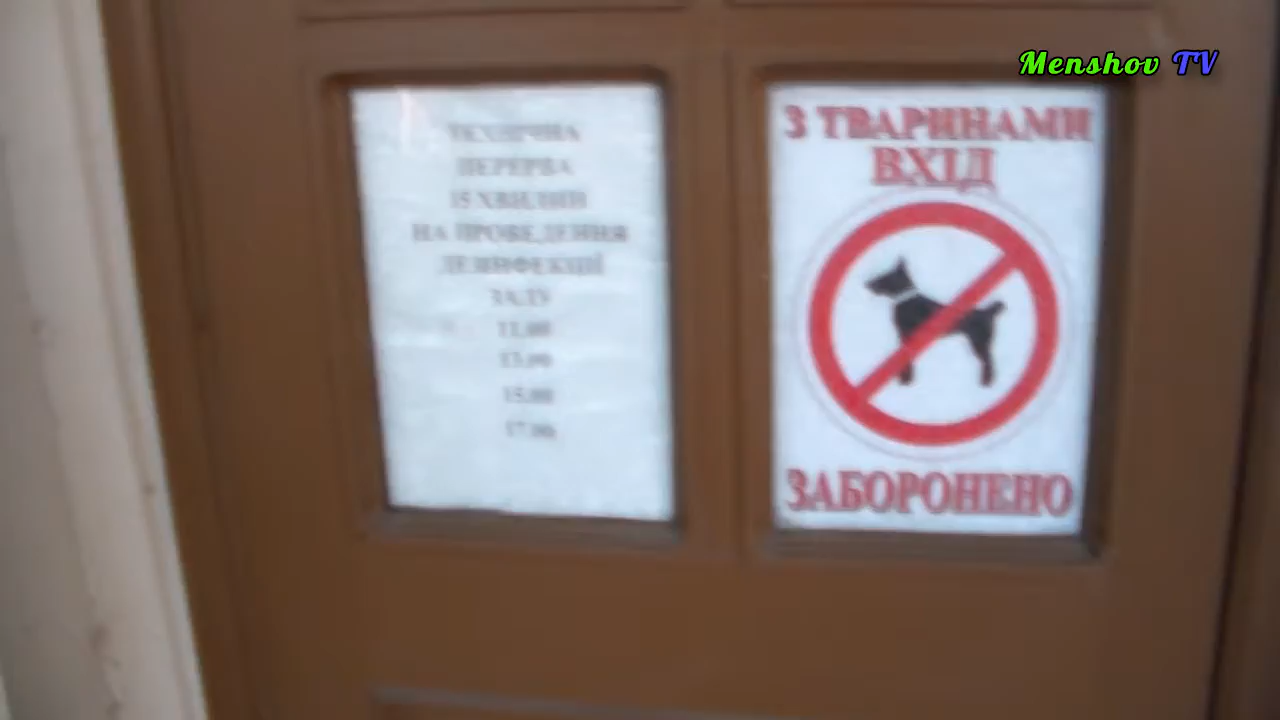 Menshov TV
ТЕХНІЧНА
ПЕРЕРВА
15 ХВИЛИН
НА ПРОВЕДЕННЯ
ДЕЗИНФЕКЦІЇ
ЗАЛУ
11.00
13.00
15.00
17.00
З ТВАРИНАМИ
ВХІД
ЗАБОРОНЕНО